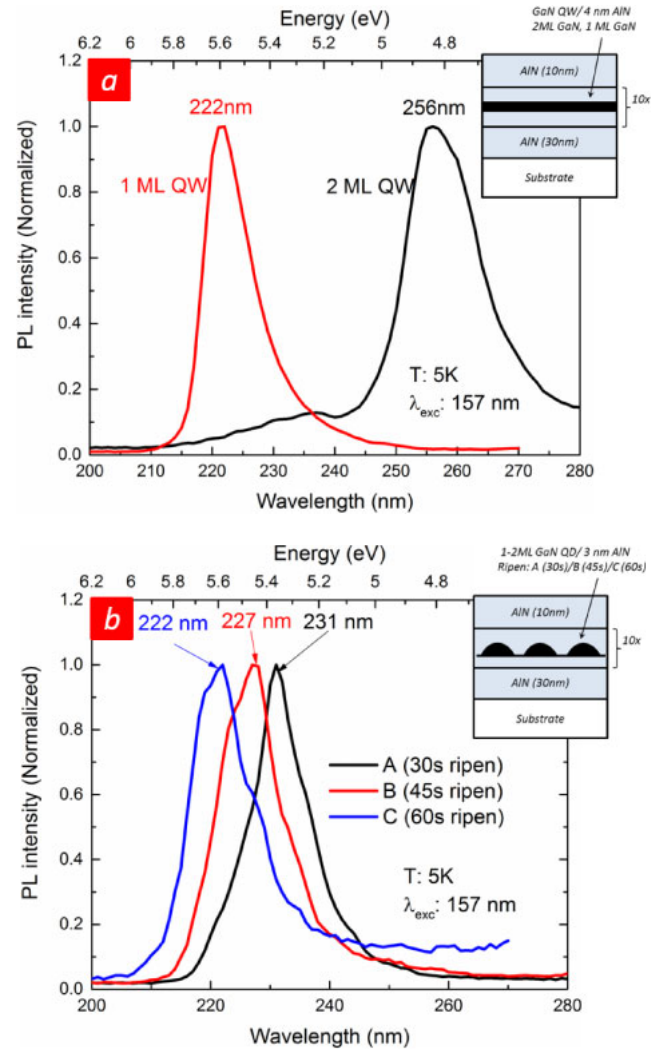 Energy (eV)
6.2 6 5.8 5.6 5.4 5.2 5 4.8
GaN QW/ 4 nm AlN
2ML GaN, 1 ML GaN
a
222nm
256nm
AlN (10nm)
10x
AlN (30nm)
Substrate
1 ML QW
2 ML QW
T: 5K
λexc: 157 nm
PL intensity (Normalized)
1.2
1.0
0.8
0.6
0.4
0.2
0.0
200 210 220 230 240 250 260 270 280
Wavelength (nm)
Energy (eV)
6.2 6 5.8 5.6 5.4 5.2 5 4.8
1-2ML GaN QD/ 3 nm AlN
Ripen: A (30s)/B (45s)/C (60s)
b
222 nm
227 nm
231 nm
AlN (10nm)
10x
AlN (30nm)
Substrate
A (30s ripen)
B (45s ripen)
C (60s ripen)
T: 5K
λexc: 157 nm
PL intensity (Normalized)
1.2
1.0
0.8
0.6
0.4
0.2
0.0
200 220 240 260 280
Wavelength (nm)